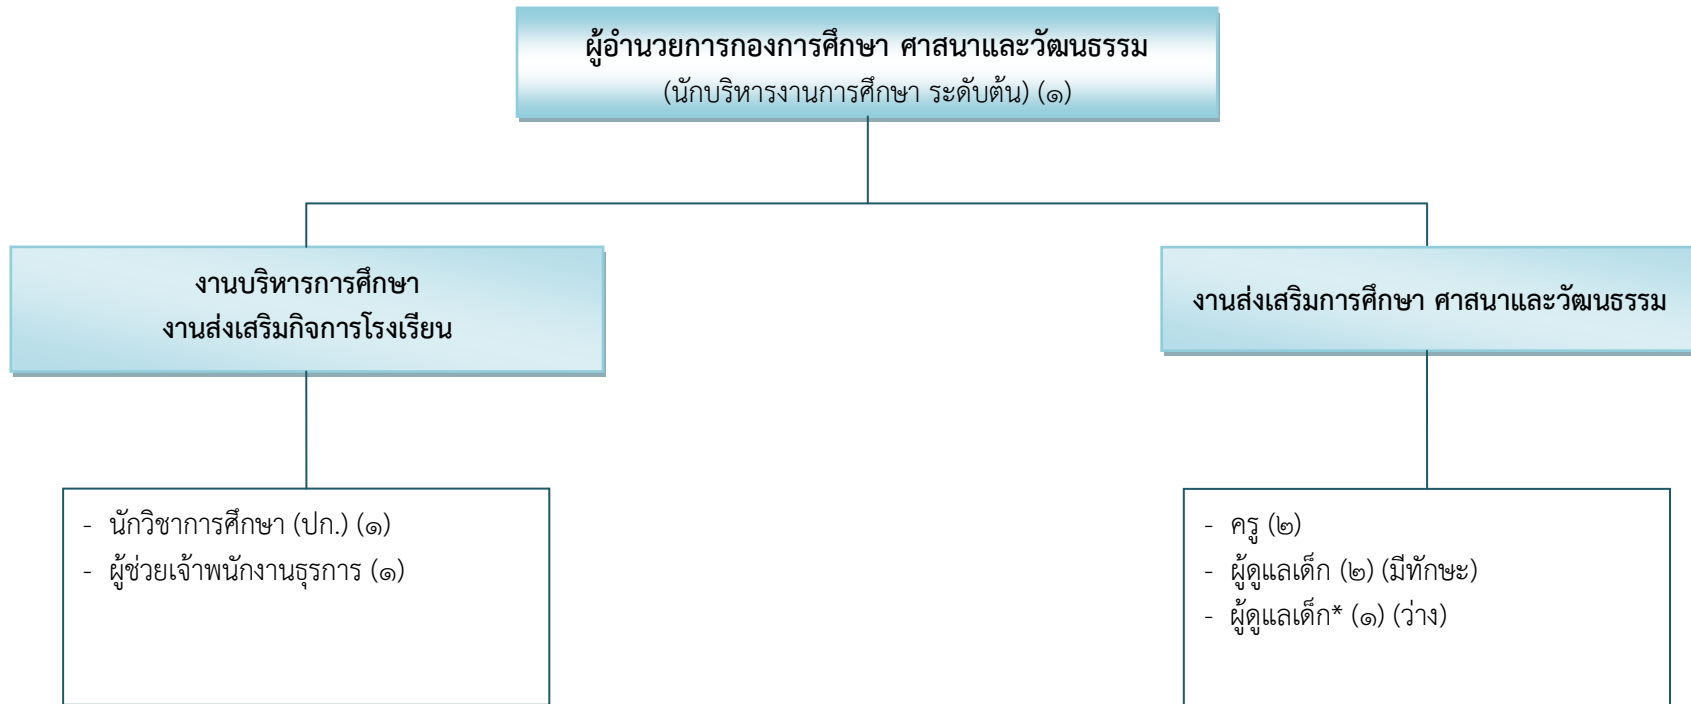 ผู้อำนวยการกองการศึกษา ศาสนาและวัฒนธรรม
(นักบริหารงานการศึกษา ระดับต้น) (๑)
งานบริหารการศึกษา
งานส่งเสริมกิจการโรงเรียน
- นักวิชาการศึกษา (ปก.) (๑)
- ผู้ช่วยเจ้าพนักงานธุรการ (๑)
งานส่งเสริมการศึกษา ศาสนาและวัฒนธรรม
- ครู (๒)
- ผู้ดูแลเด็ก (๒) (มีทักษะ)
- ผู้ดูแลเด็ก* (๑) (ว่าง)